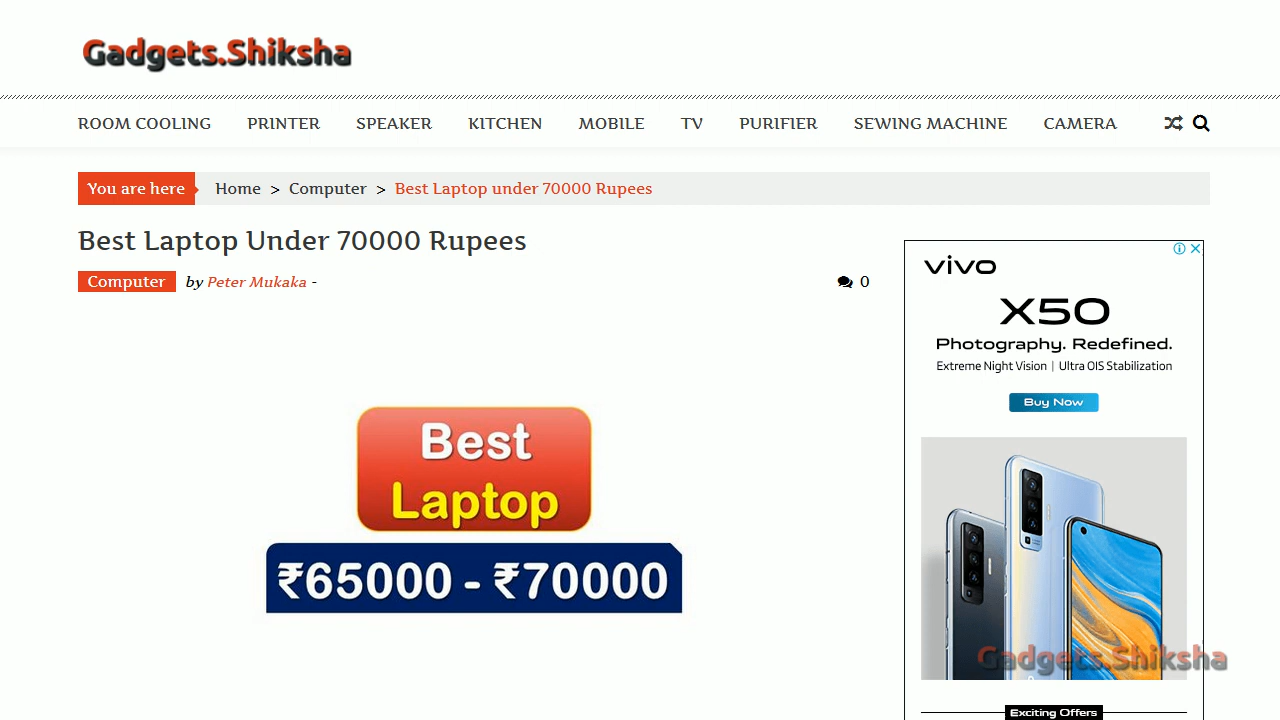 Gadgets.Shiksha
ROOM COOLING PRINTER SPEAKER KITCHEN MOBILE TV PURIFIER SEWING MACHINE CAMERA
You are here Home > Computer > Best Laptop under 70000 Rupees
Best Laptop Under 70000 Rupees
Computer by Peter Mukaka - 0
Best
Laptop
₹65000 - ₹70000
vivo
X50
Photography. Redefined.
Extreme Night Vision | Ultra OIS Stabilization
Buy Now
Gadgets.Shiksha
Exciting Offers